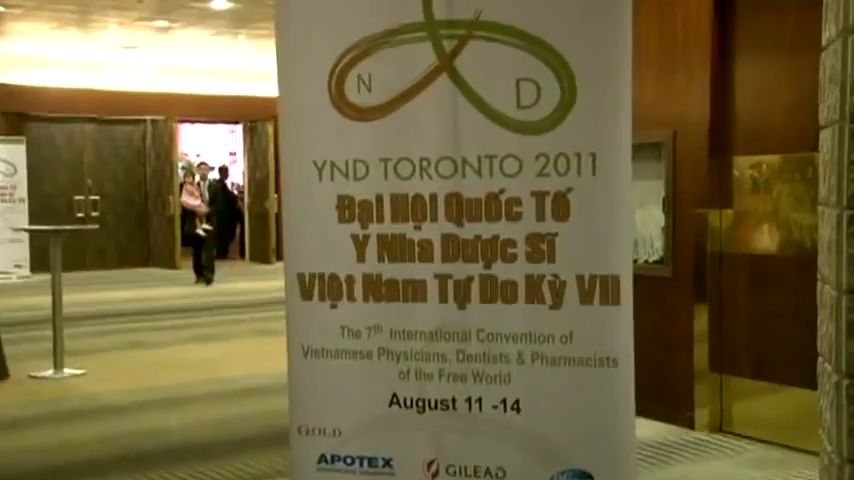 N D
YND TORONTO 2011
Đại Hội Quốc Tế
Y Nha Dược Sĩ
Việt Nam Tự Do Kỳ VII
The 7th International Convention of
Vietnamese Physicians, Dentists & Pharmacists
of the Free World
August 11 -14
GOLD
APOTEX
GILEAD